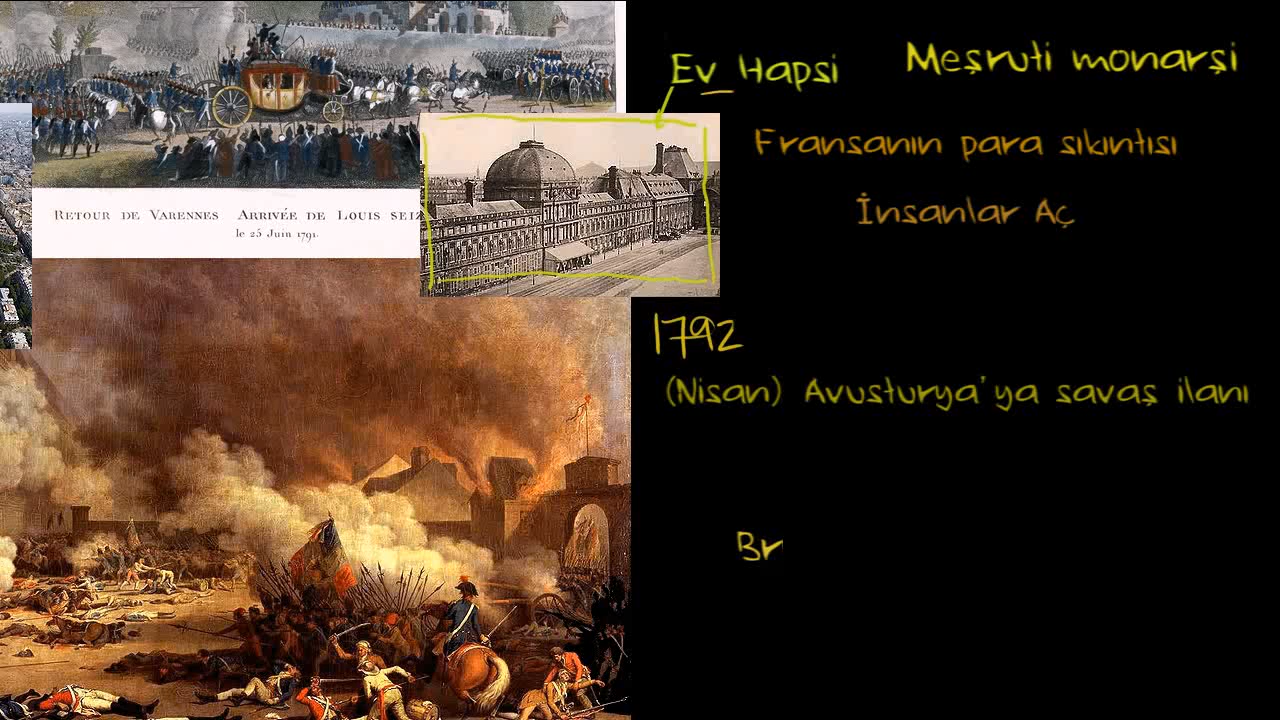 Ev Hapsi
Meşruti monarşi
Fransanın para sıkıntısı
İnsanlar Aç
RETOUR DE VARENNES ARRIVÉE DE LOUIS SEIZ
le 25 Juin 1791.
1792
(Nisan) Avusturya'ya savaş ilanı
Br